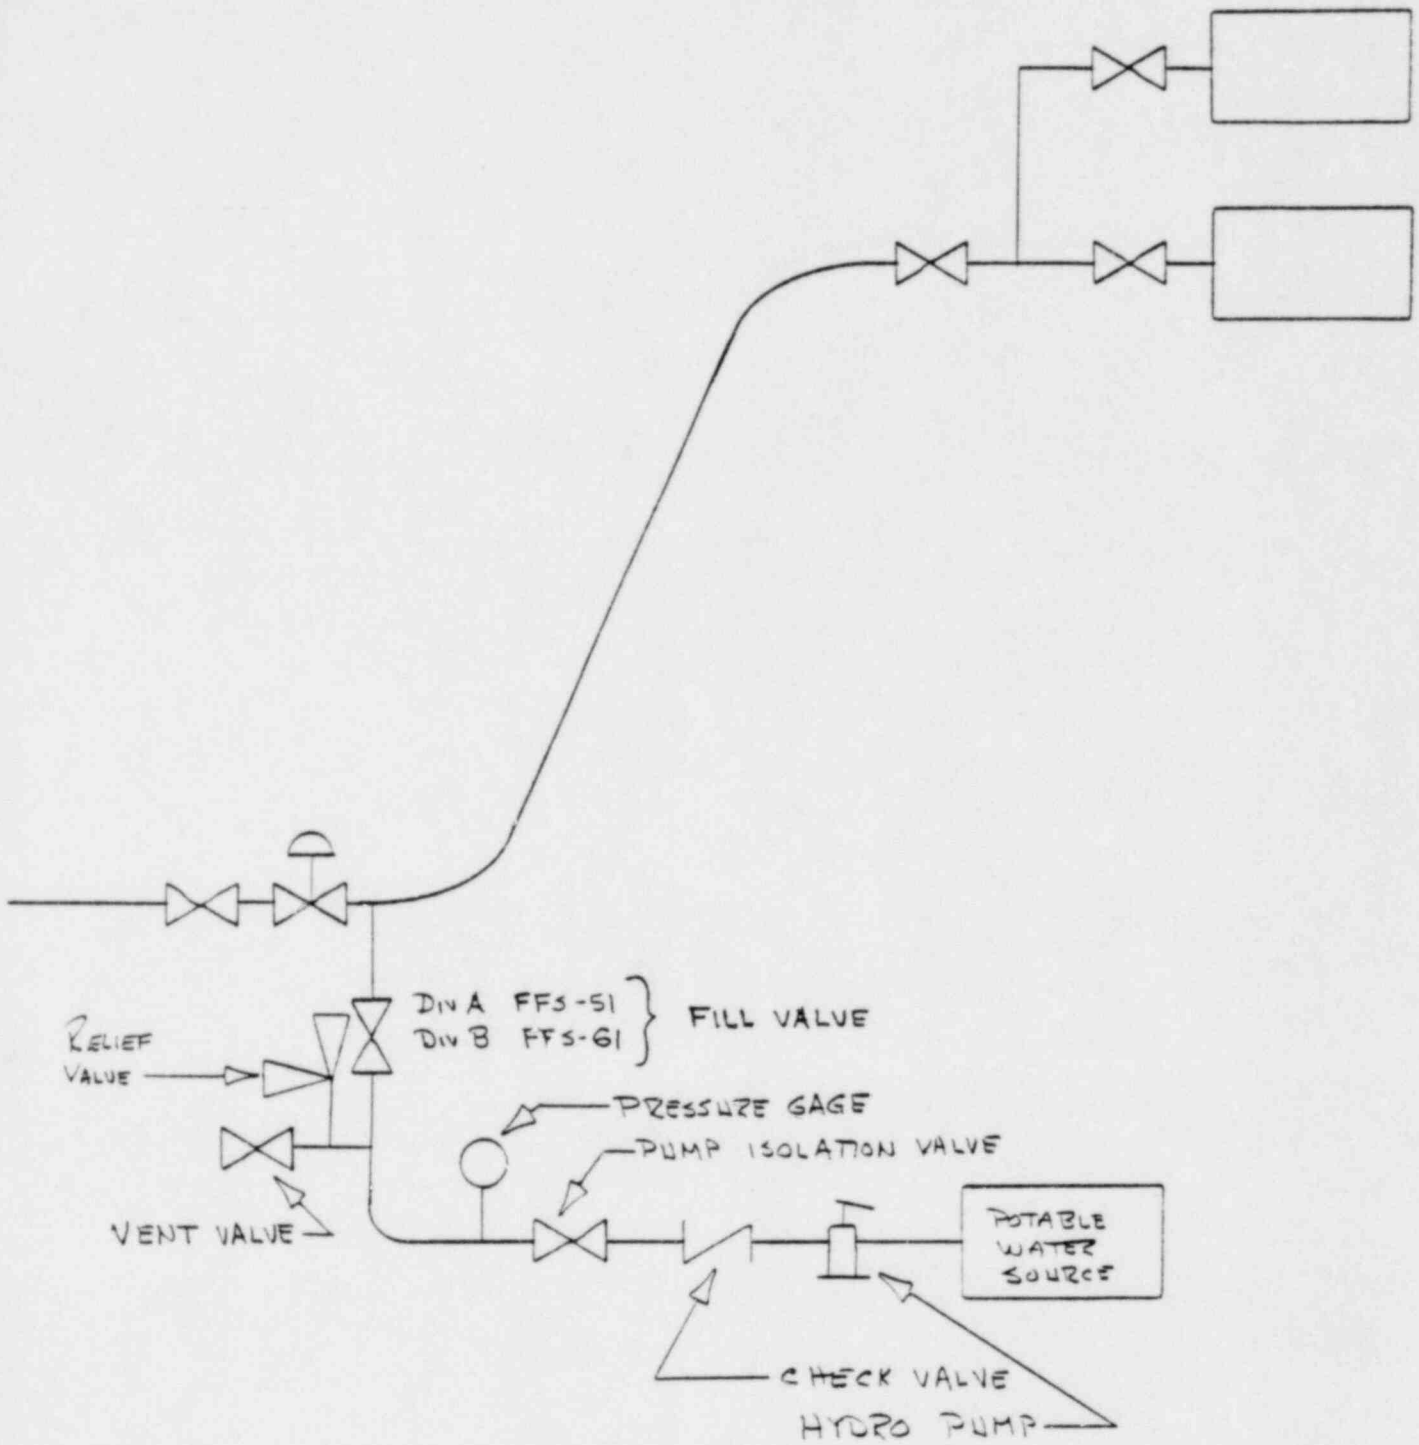 DIV A FFS-51
DIV B FFS-61
FILL VALVE
RELIEF
VALVE
PRESSURE GAGE
PUMP ISOLATION VALVE
VENT VALVE
POTABLE
WATER
SOURCE
CHECK VALVE
HYDRO PUMP